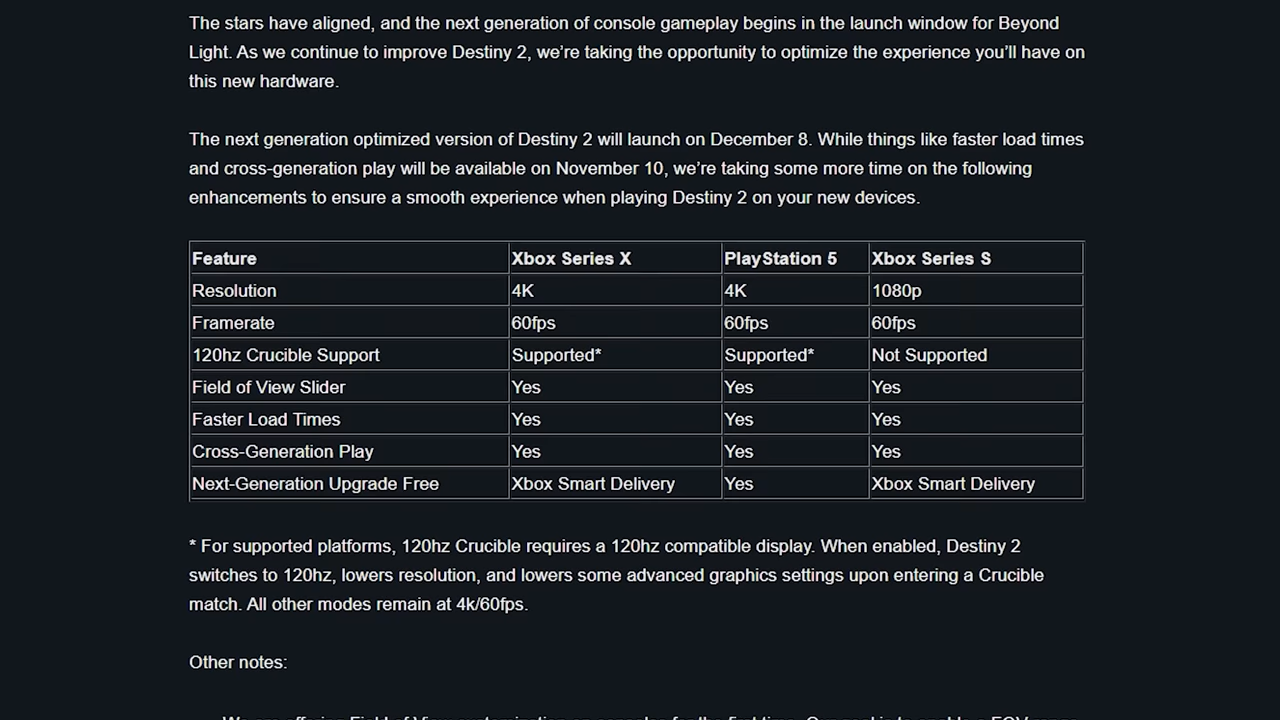 The stars have aligned, and the next generation of console gameplay begins in the launch window for Beyond
Light. As we continue to improve Destiny 2, we’re taking the opportunity to optimize the experience you’ll have on
this new hardware.
The next generation optimized version of Destiny 2 will launch on December 8. While things like faster load times
and cross-generation play will be available on November 10, we’re taking some more time on the following
enhancements to ensure a smooth experience when playing Destiny 2 on your new devices.
Feature Xbox Series X PlayStation 5 Xbox Series S
Resolution 4K 4K 1080p
Framerate 60fps 60fps 60fps
120hz Crucible Support Supported* Supported* Not Supported
Field of View Slider Yes Yes Yes
Faster Load Times Yes Yes Yes
Cross-Generation Play Yes Yes Yes
Next-Generation Upgrade Free Xbox Smart Delivery Yes Xbox Smart Delivery
* For supported platforms, 120hz Crucible requires a 120hz compatible display. When enabled, Destiny 2
switches to 120hz, lowers resolution, and lowers some advanced graphics settings upon entering a Crucible
match. All other modes remain at 4k/60fps.
Other notes: